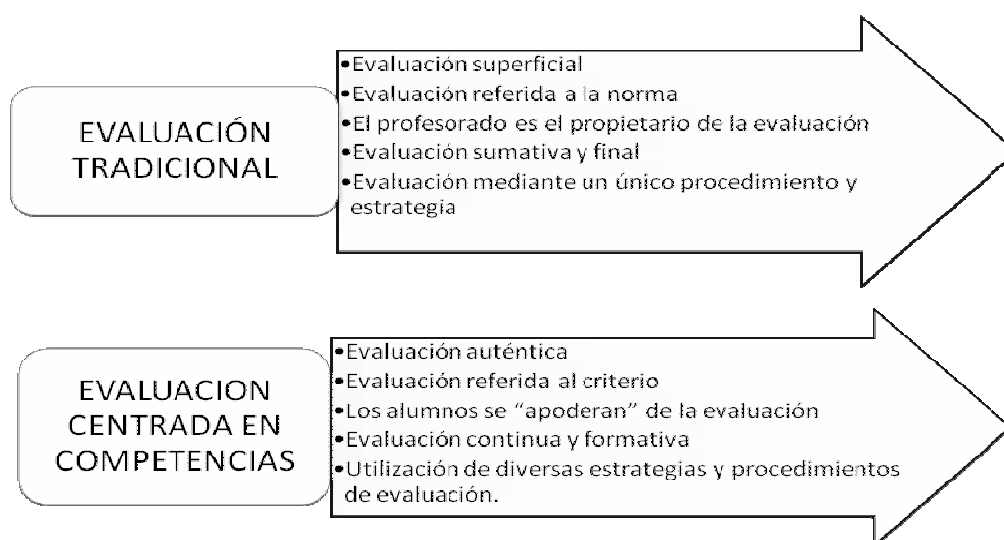 EVALUACIÓN
TRADICIONAL
•Evaluación superficial
•Evaluación referida a la norma
•El profesorado es el propietario de la evaluación
•Evaluación sumativa y final
•Evaluación mediante un único procedimiento y
estrategia
EVALUACION
CENTRADA EN
COMPETENCIAS
•Evaluación auténtica
•Evaluación referida al criterio
•Los alumnos se “apoderan” de la evaluación
•Evaluación continua y formativa
•Utilización de diversas estrategias y procedimientos
de evaluación.